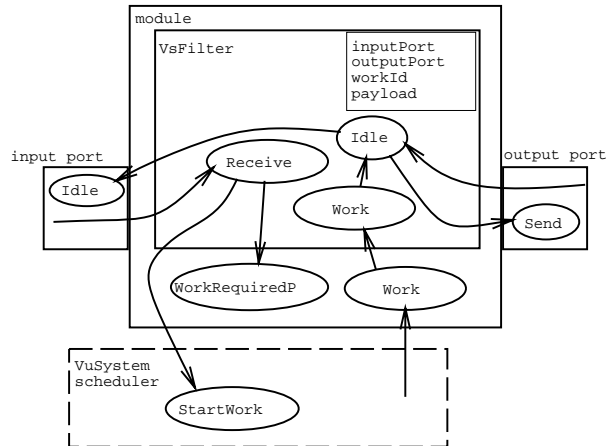 module
VsFilter
inputPort
outputPort
workId
payload
Idle
input port
output port
Receive
Idle
Work
Send
WorkRequiredP
Work
VuSystem
scheduler
StartWork